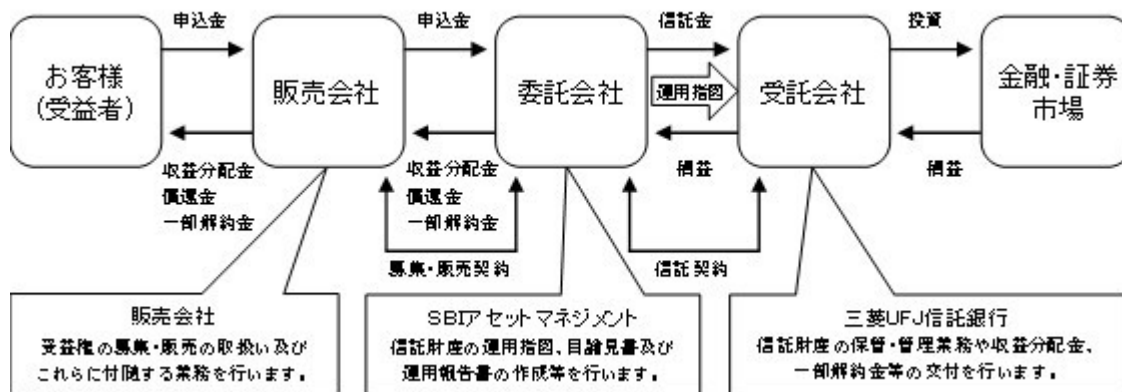 申込金
申込金
信託金
投資
お客様
(受益者)
販売会社
委託会社
運用指図
受託会社
金融・証券
市場
収益分配金
償還金
一部解約金
収益分配金
償還金
一部解約金
損益
損益
募集・販売契約
信託契約
販売会社
受益権の募集・販売の取扱い及び
これらに付随する業務を行います。
SBIアセットマネジメント
信託財産の運用指図、目論見書及び
運用報告書の作成等を行います。
三菱UFJ信託銀行
信託財産の保管・管理業務や収益分配金、
一部解約金等の交付を行います。